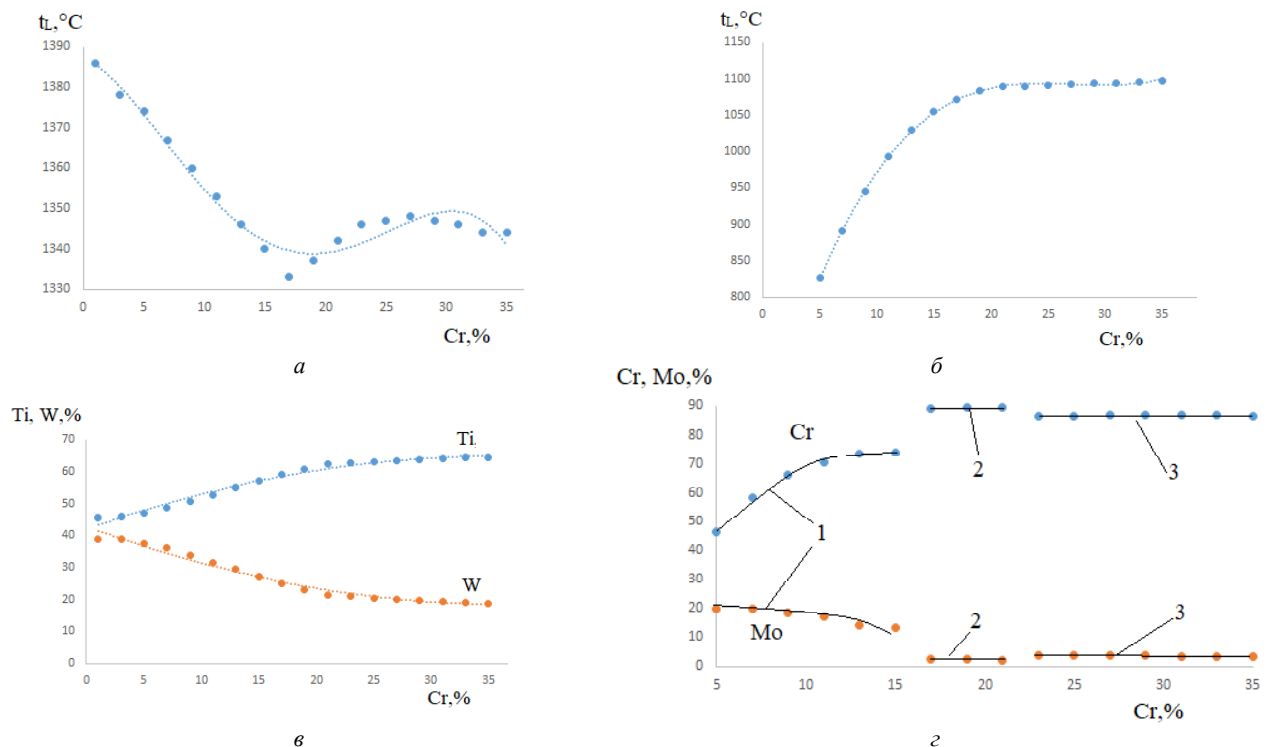 t_L,°C
1390
1380
1370
1360
1350
1340
1330
0 5 10 15 20 25 30 35
Cr,%
а
t_L,°C
1150
1100
1050
1000
950
900
850
800
0 5 10 15 20 25 30 35
Cr,%
б
Ti, W,%
70
60
50
40
30
20
10
0
Ti,
W
0 5 10 15 20 25 30 35
Cr,%
в
Cr, Mo,%
90
80
70
60
50
40
30
20
10
0
Cr
2
3
1
Mo
2
3
5 10 15 20 25 30 35
Cr,%
г